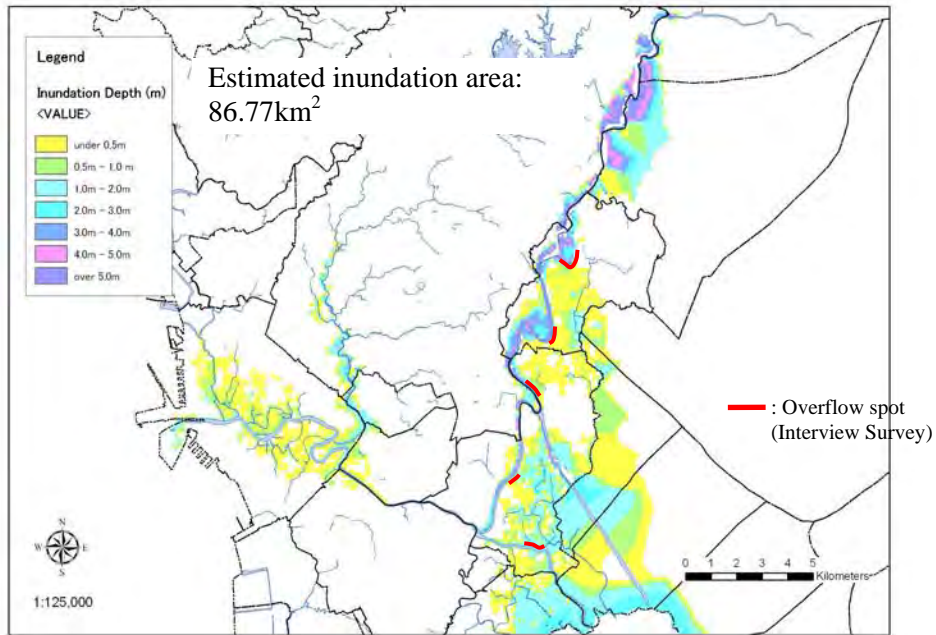 Legend
Inundation Depth (m)
<VALUE>
under 0.5m
0.5m - 1.0 m
1.0m - 2.0m
2.0m - 3.0m
3.0m - 4.0m
4.0m - 5.0m
over 5.0m
Estimated inundation area:
86.77km²
: Overflow spot
(Interview Survey)
N
W E
S
1:125,000
0 1 2 3 4 5
Kilometers